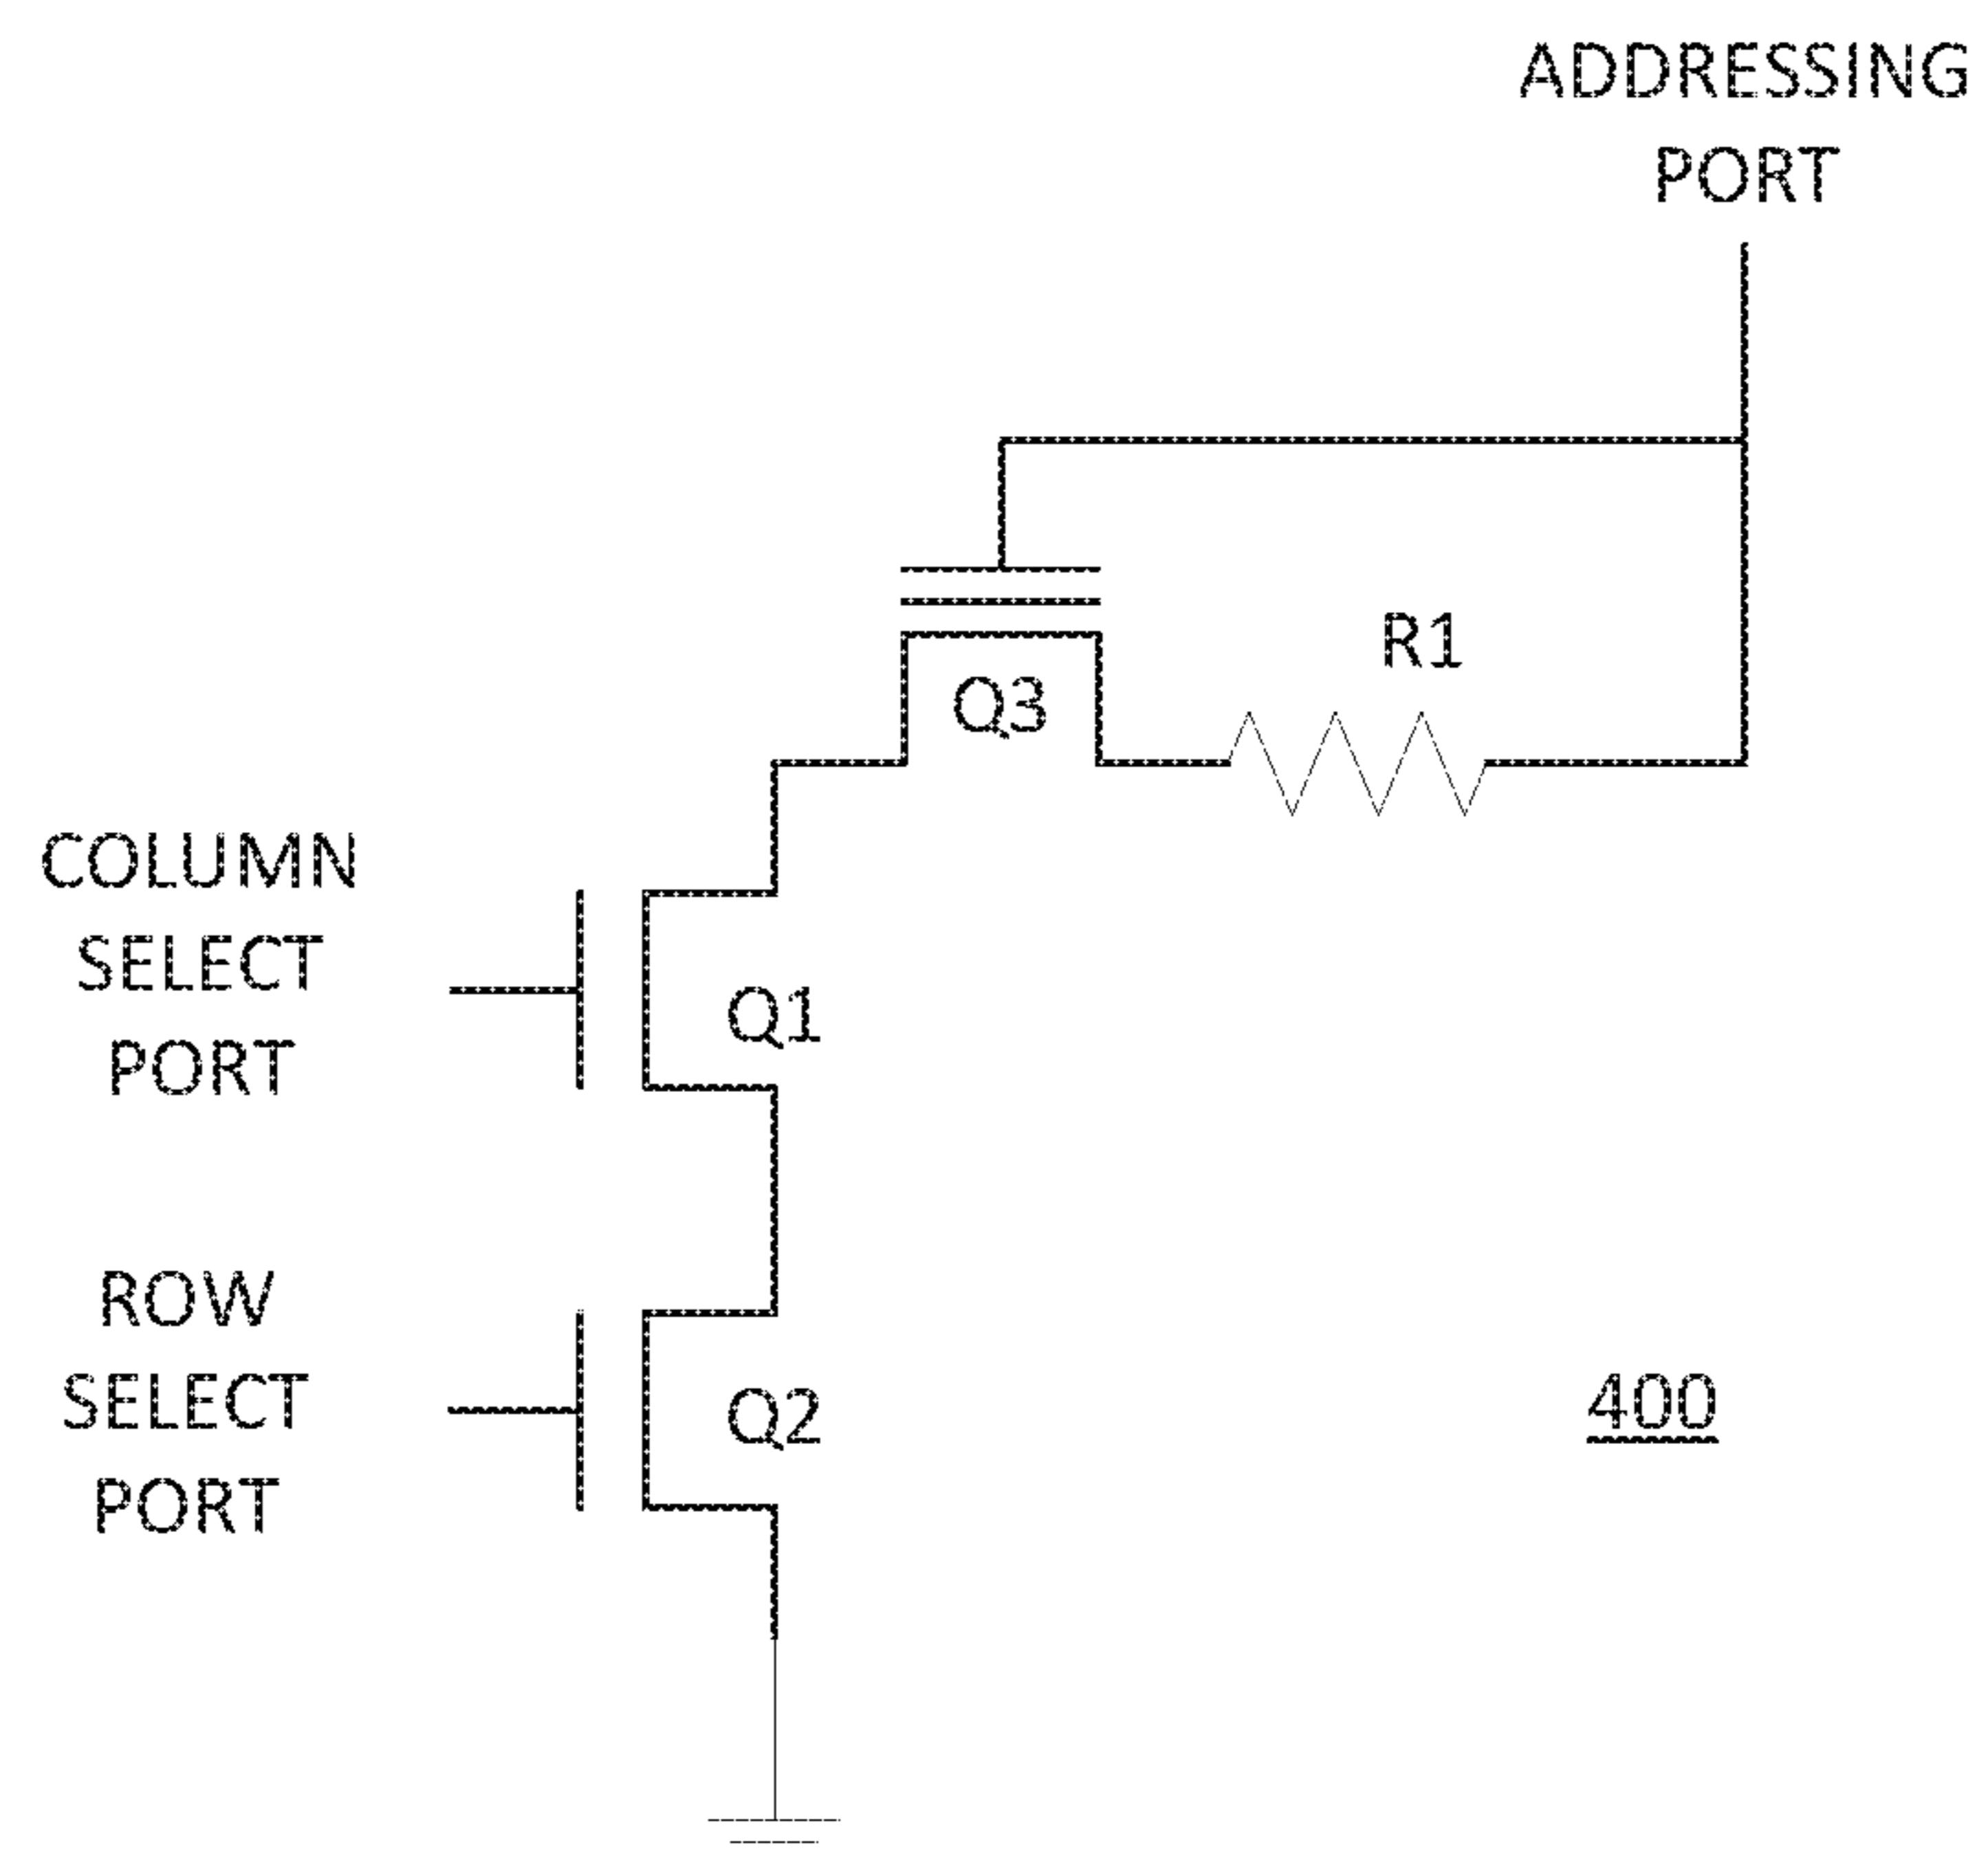 ADDRESSING
PORT
R1
Q3
COLUMN
SELECT
PORT
Q1
ROW
SELECT
PORT
Q2
400